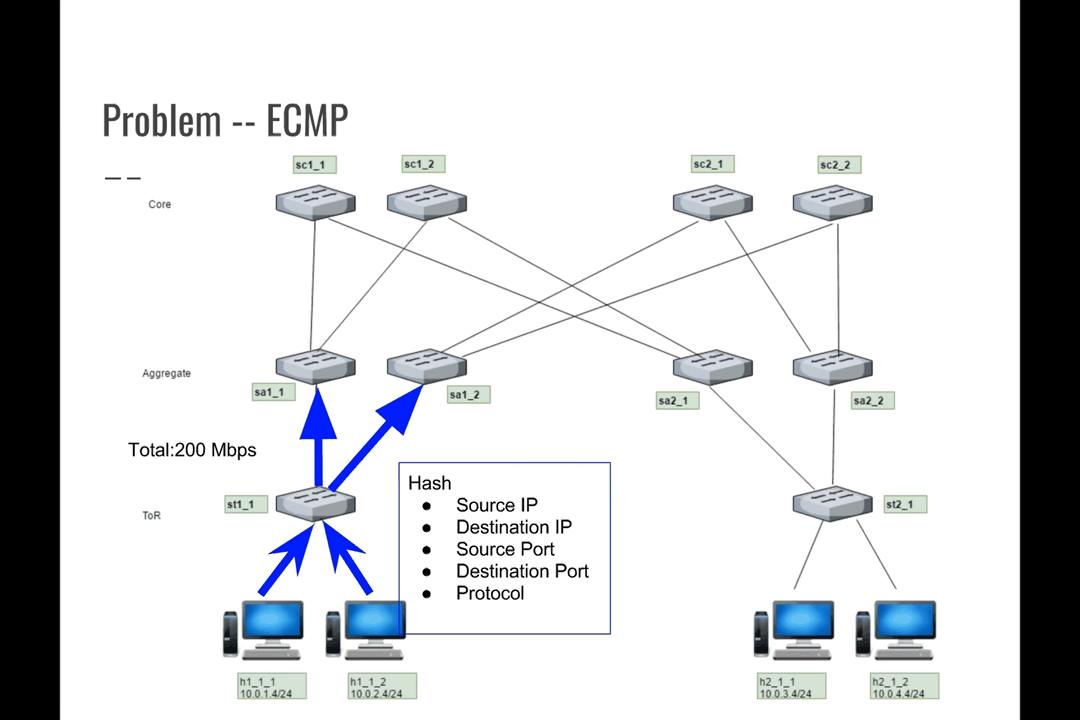 Problem -- ECMP
sc1_1
sc1_2
sc2_1
sc2_2
Core
Aggregate
sa1_1
sa1_2
sa2_1
sa2_2
Total:200 Mbps
Hash
Source IP
Destination IP
Source Port
Destination Port
Protocol
st1_1
st2_1
ToR
h1_1_1
10.0.1.4/24
h1_1_2
10.0.2.4/24
h2_1_1
10.0.3.4/24
h2_1_2
10.0.4.4/24